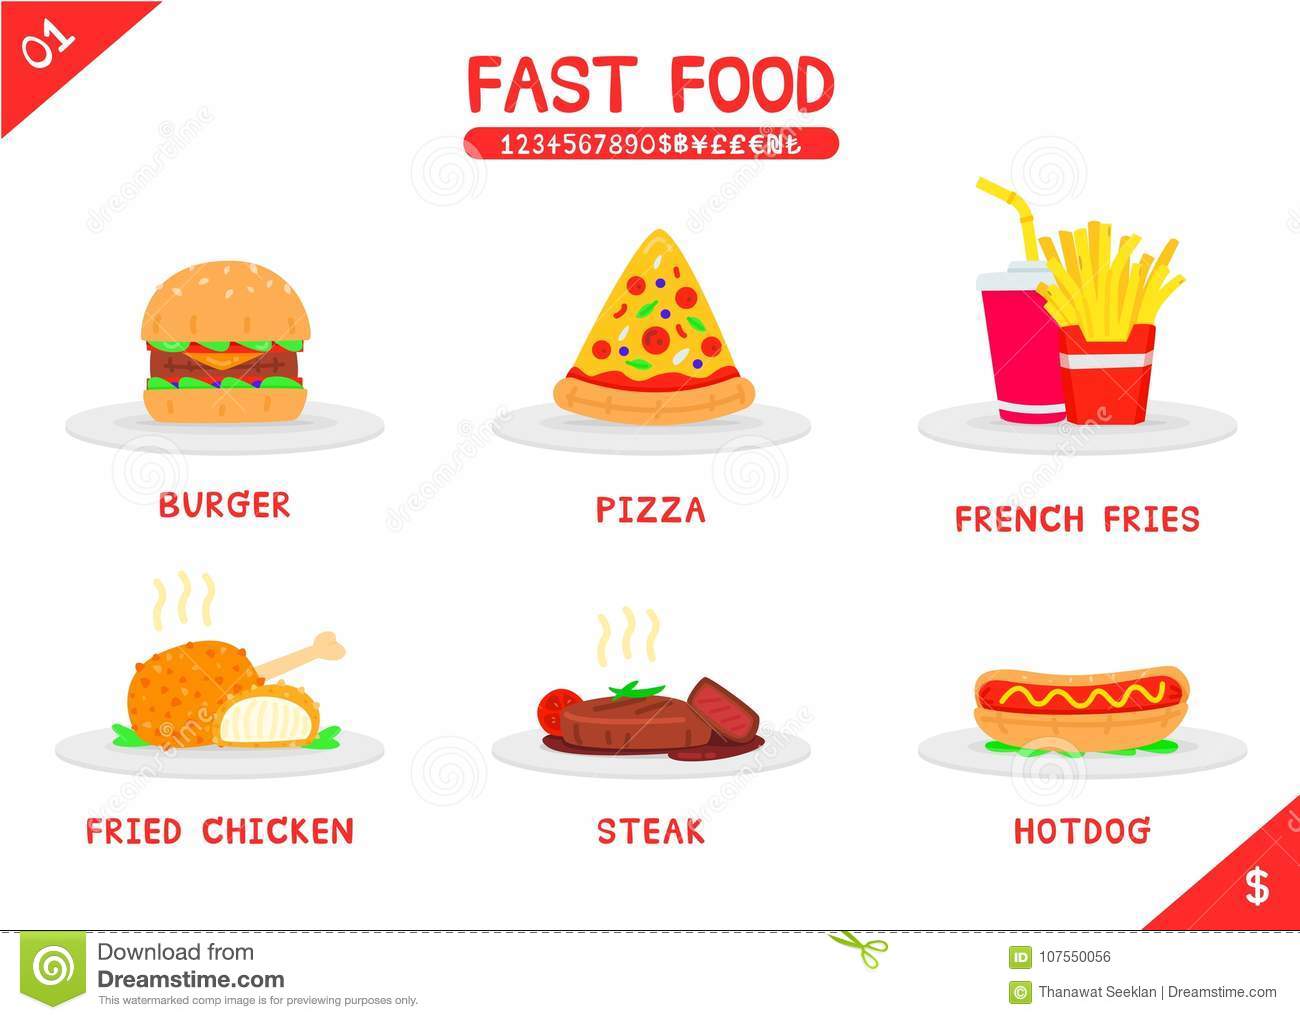 01
FAST FOOD
1234567890$฿¥££€₦₺
BURGER
PIZZA
FRENCH FRIES
FRIED CHICKEN
STEAK
HOTDOG
$
Download from
Dreamstime.com
This watermarked comp image is for previewing purposes only.
ID 107550056
© Thanawat Seeklan | Dreamstime.com